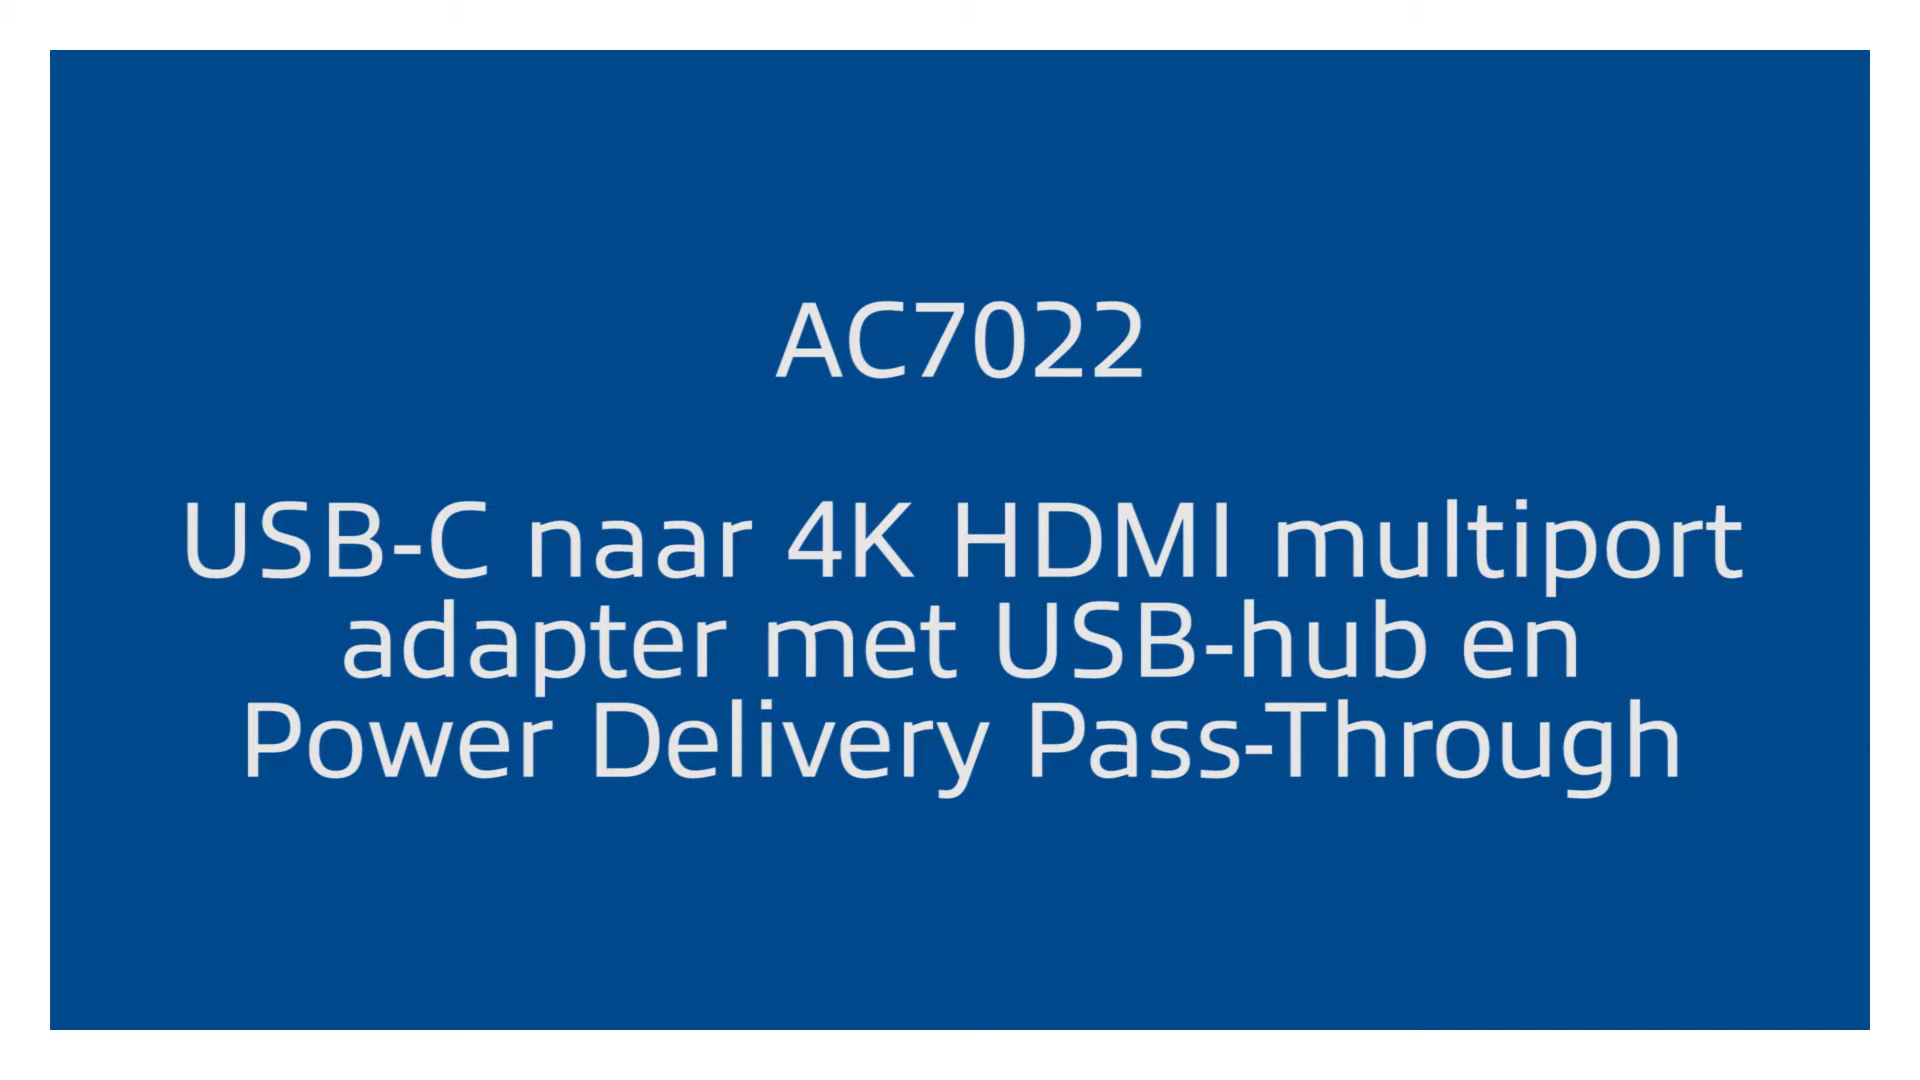 AC7022
USB-C naar 4K HDMI multiport
adapter met USB-hub en
Power Delivery Pass-Through